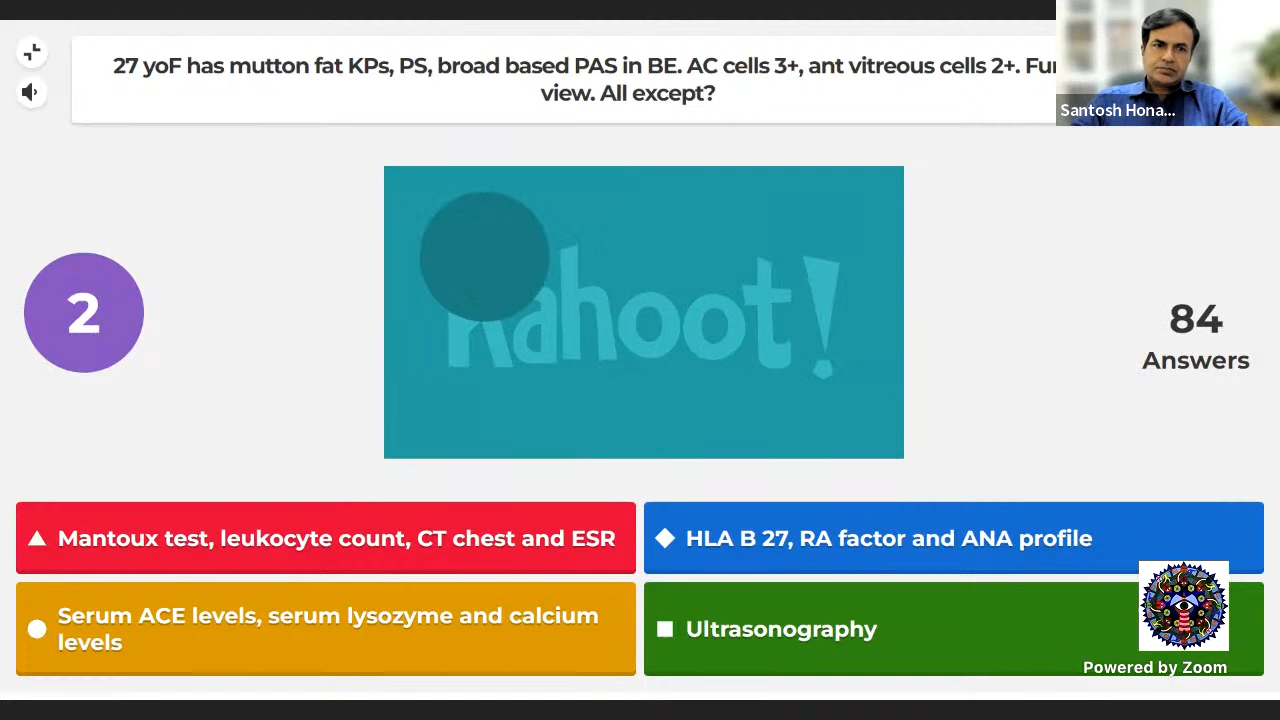 27 yoF has mutton fat KPs, PS, broad based PAS in BE. AC cells 3+, ant vitreous cells 2+.
view. All except?
Santosh Hona...
Kahoot!
2
84
Answers
Mantoux test, leukocyte count, CT chest and ESR
HLA B 27, RA factor and ANA profile
Serum ACE levels, serum lysozyme and calcium
levels
Ultrasonography
Powered by Zoom